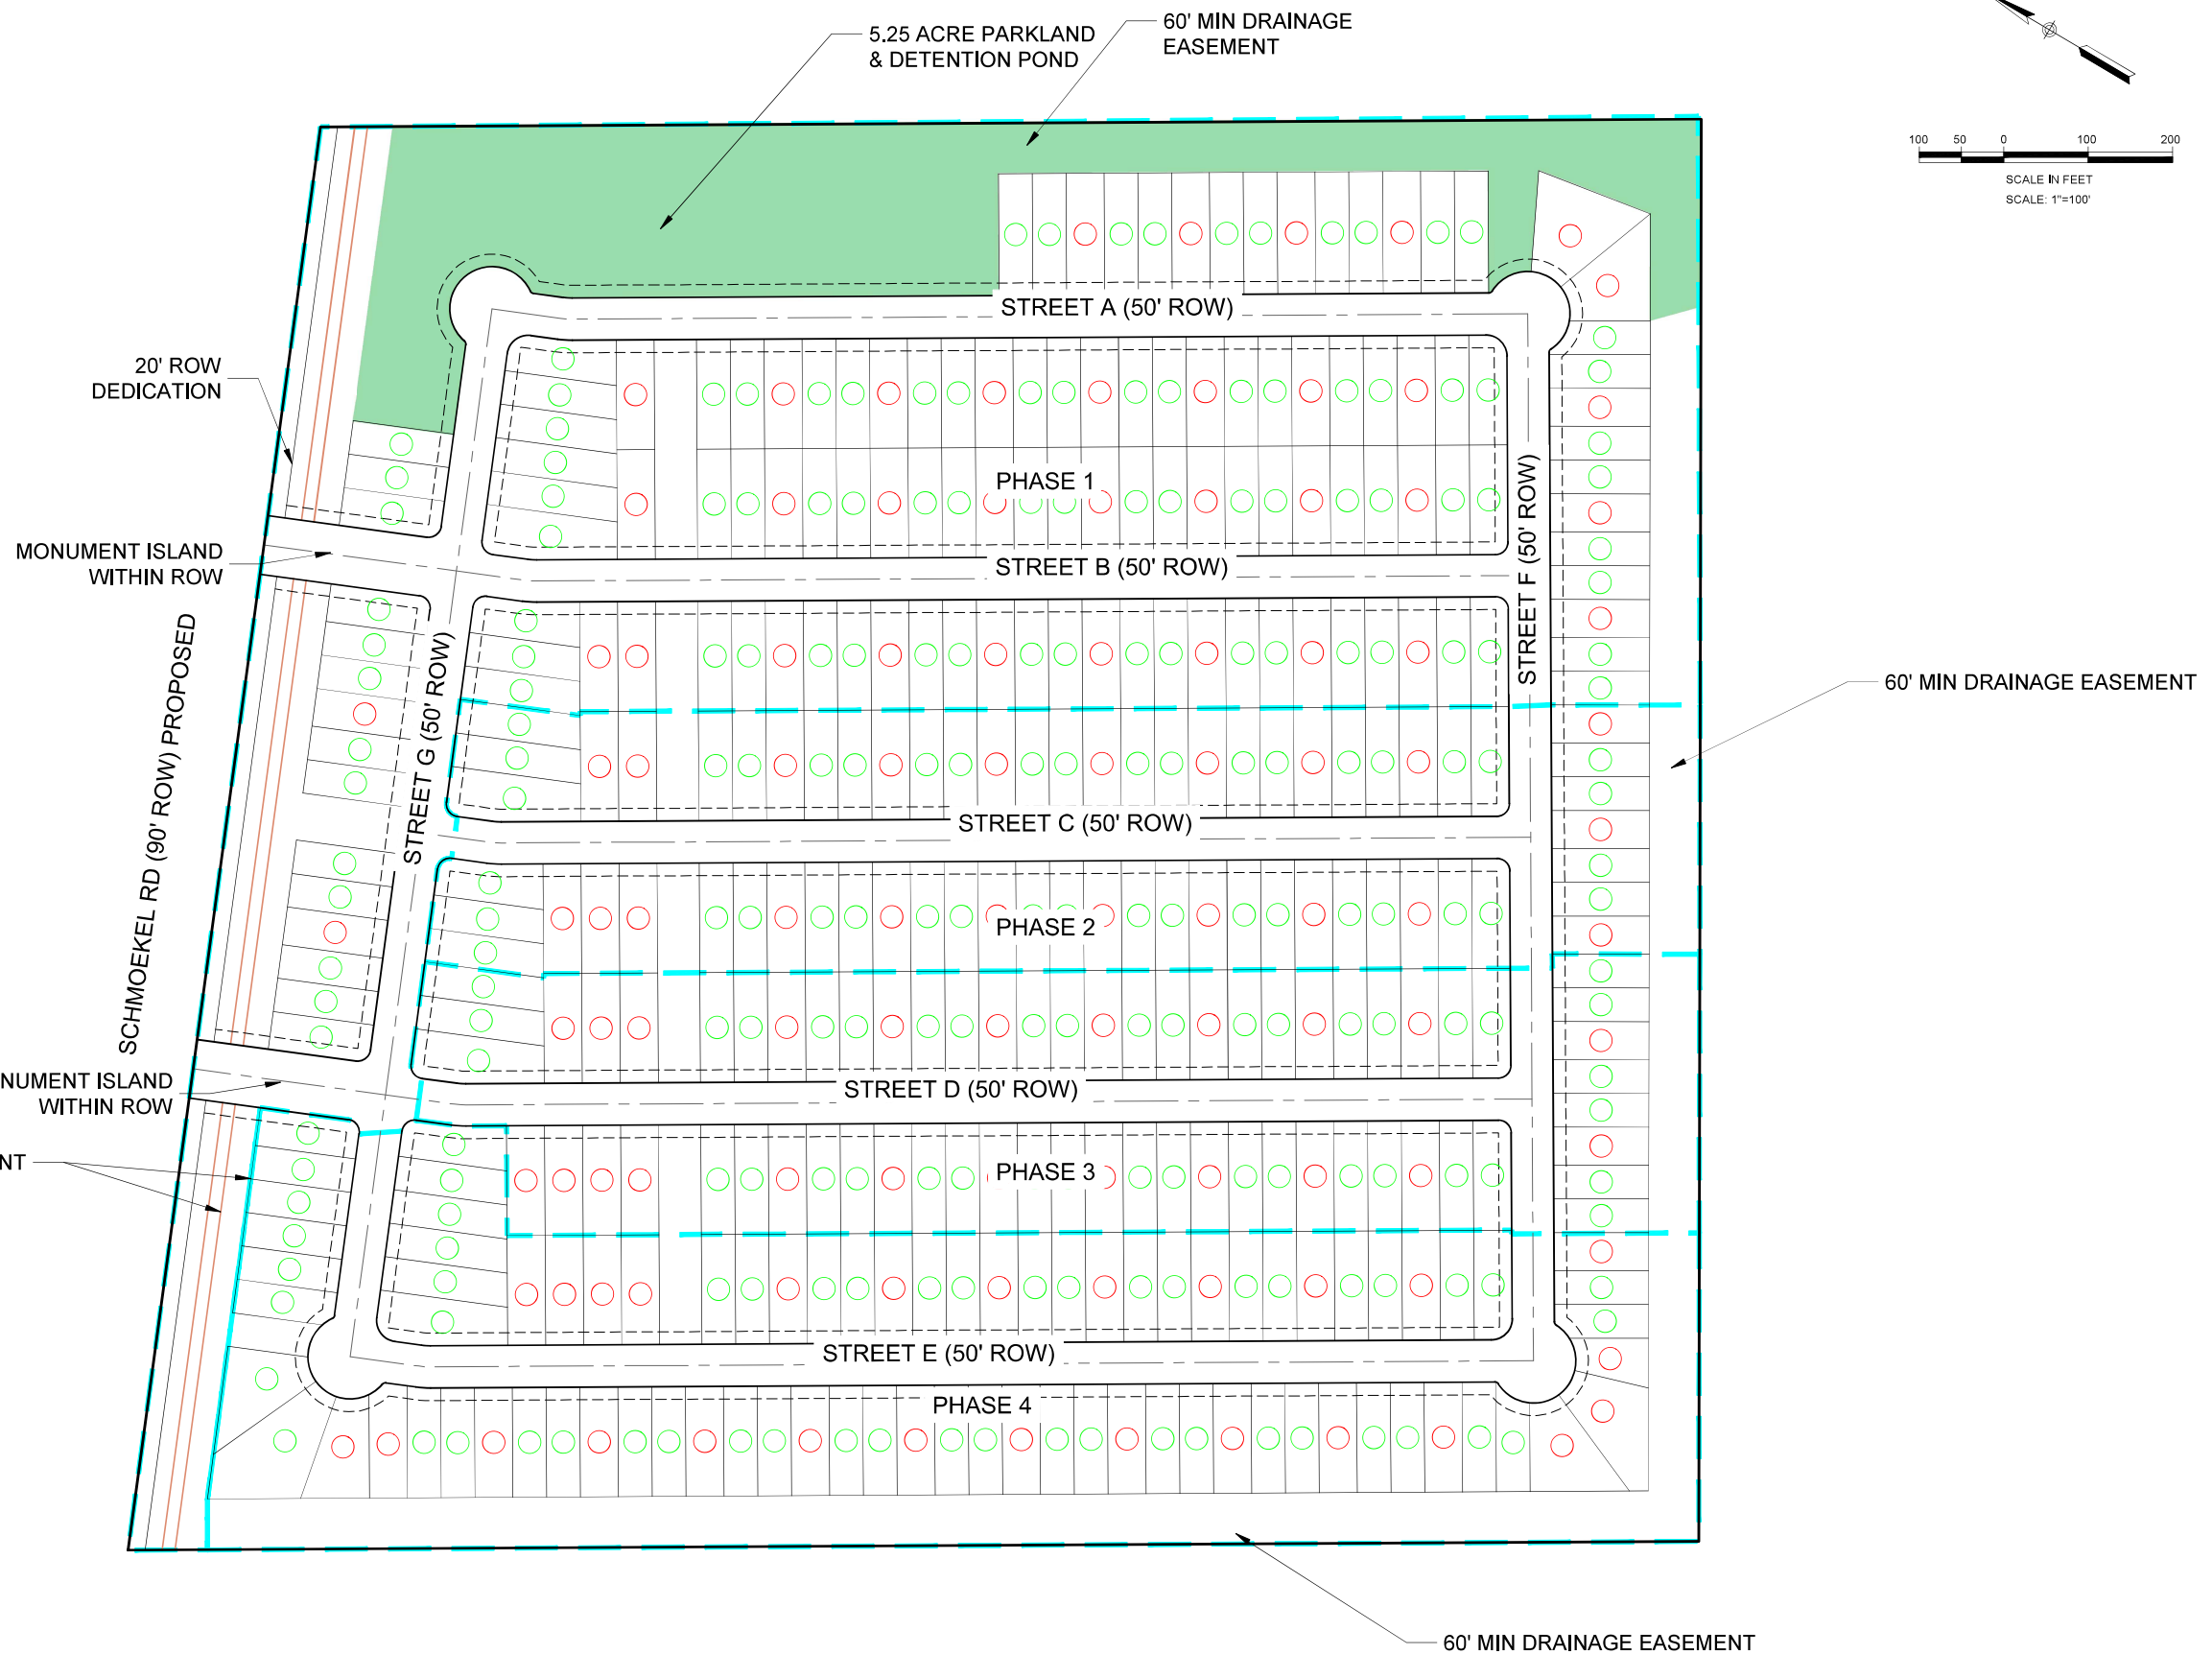 5.25 ACRE PARKLAND
& DETENTION POND
60' MIN DRAINAGE
EASEMENT
100 50 0 100 200
SCALE IN FEET
SCALE: 1"=100'
STREET A (50' ROW)
20' ROW
DEDICATION
PHASE 1
STREET F (50' ROW)
MONUMENT ISLAND
WITHIN ROW
STREET B (50' ROW)
SCHMOEKEL RD (90' ROW) PROPOSED
STREET G (50' ROW)
60' MIN DRAINAGE EASEMENT
STREET C (50' ROW)
PHASE 2
NUMENT ISLAND
WITHIN ROW
STREET D (50' ROW)
NT
PHASE 3
STREET E (50' ROW)
PHASE 4
60' MIN DRAINAGE EASEMENT